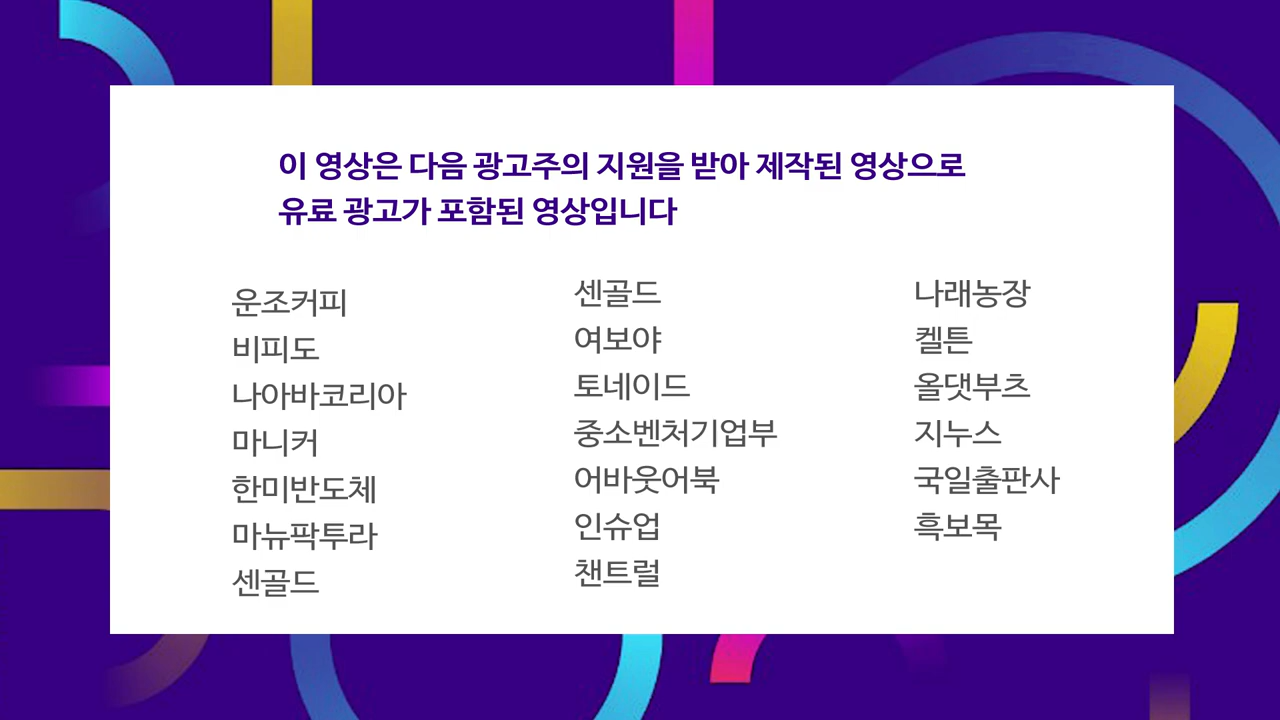 이 영상은 다음 광고주의 지원을 받아 제작된 영상으로
유료 광고가 포함된 영상입니다
운조커피
비피도
나아바코리아
마니커
한미반도체
마뉴팍투라
센골드
센골드
여보야
토네이드
중소벤처기업부
어바웃어북
인슈업
챈트럴
나래농장
켈튼
올댓부츠
지누스
국일출판사
흑보목